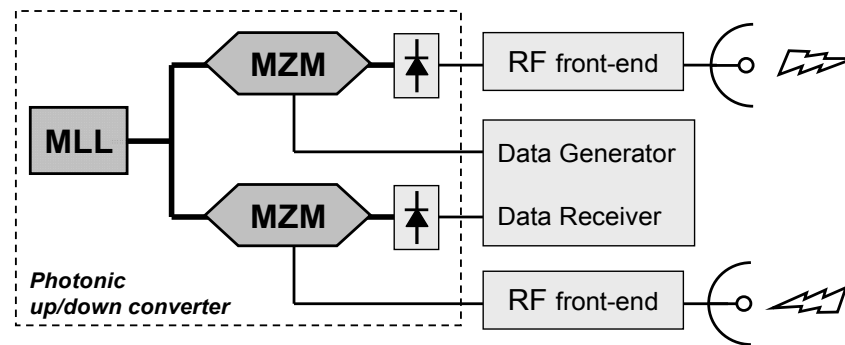 MZM
RF front-end
MLL
Data Generator
MZM
Data Receiver
Photonic
up/down converter
RF front-end